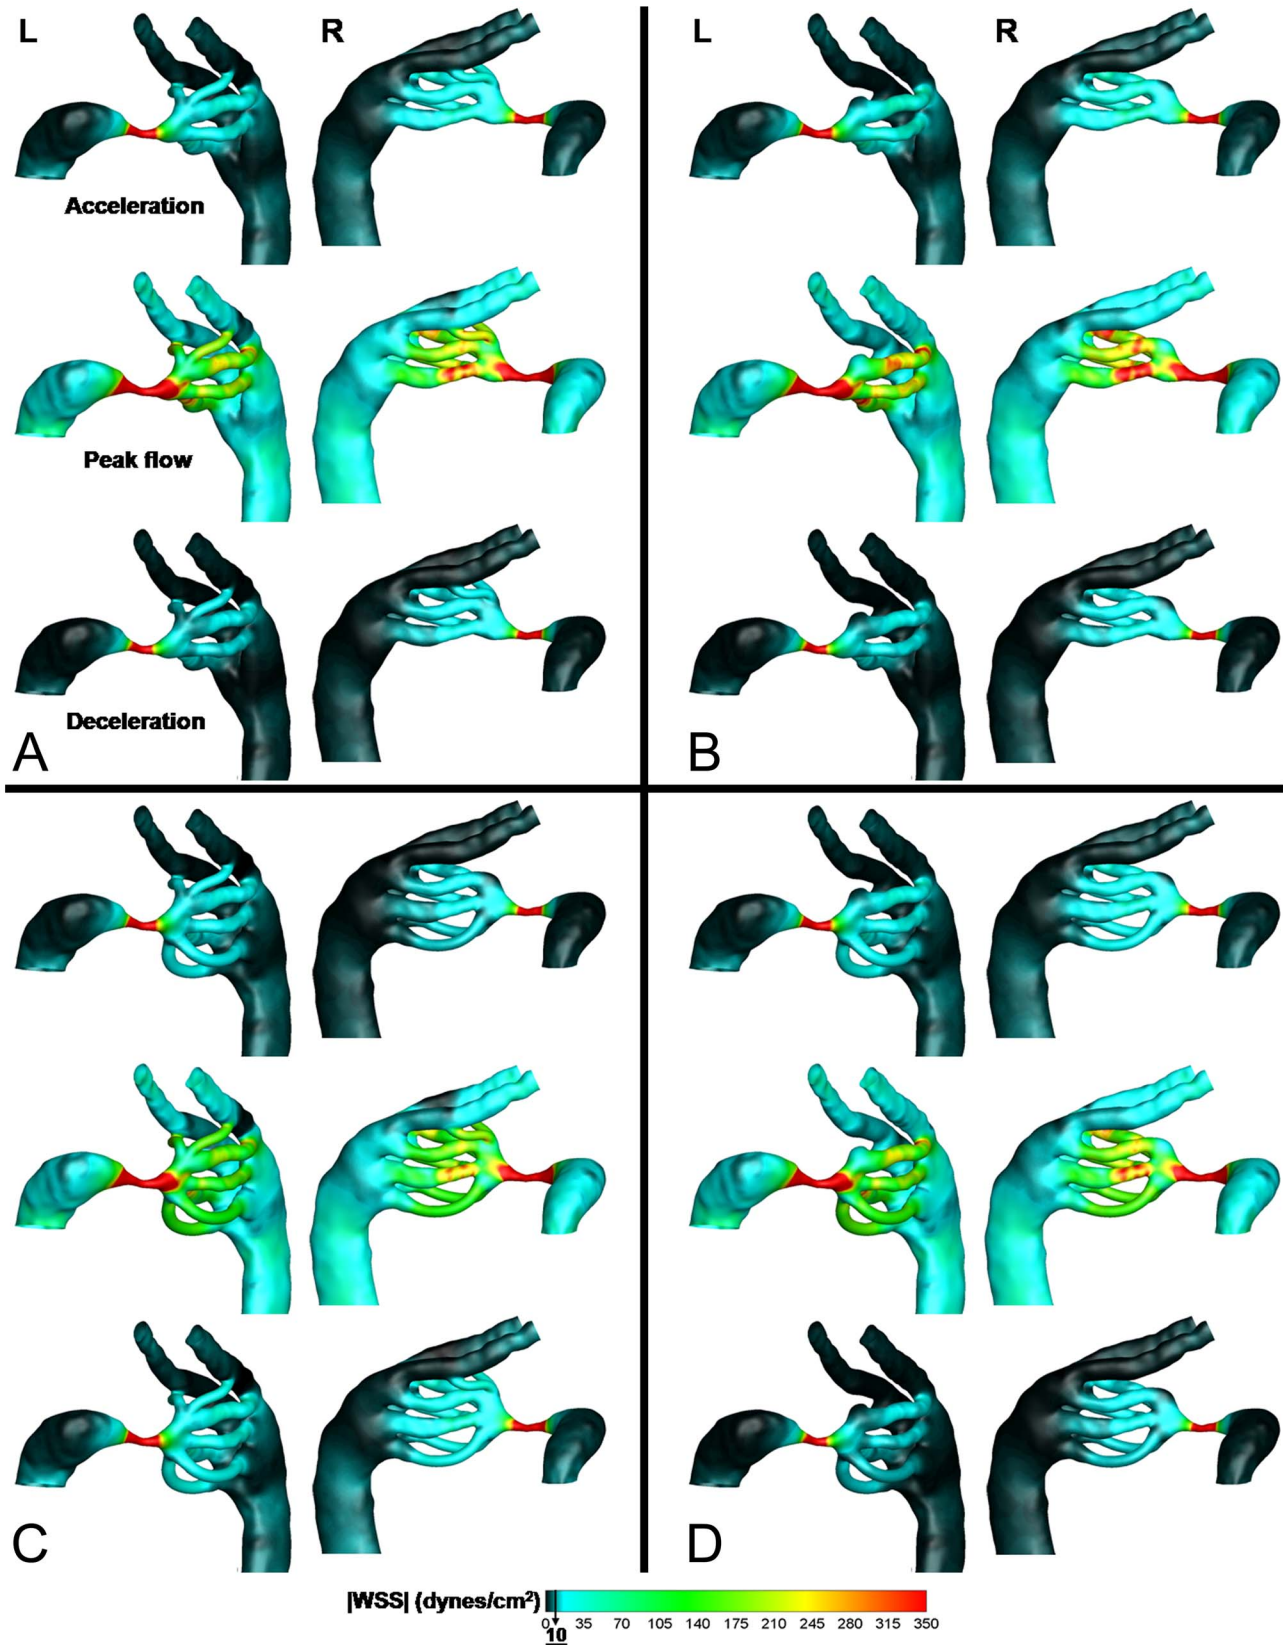 L R L R
Acceleration
Peak flow
Deceleration
A B
C D
|WSS| (dynes/cm²) 0 35 70 105 140 175 210 245 280 315 350
10